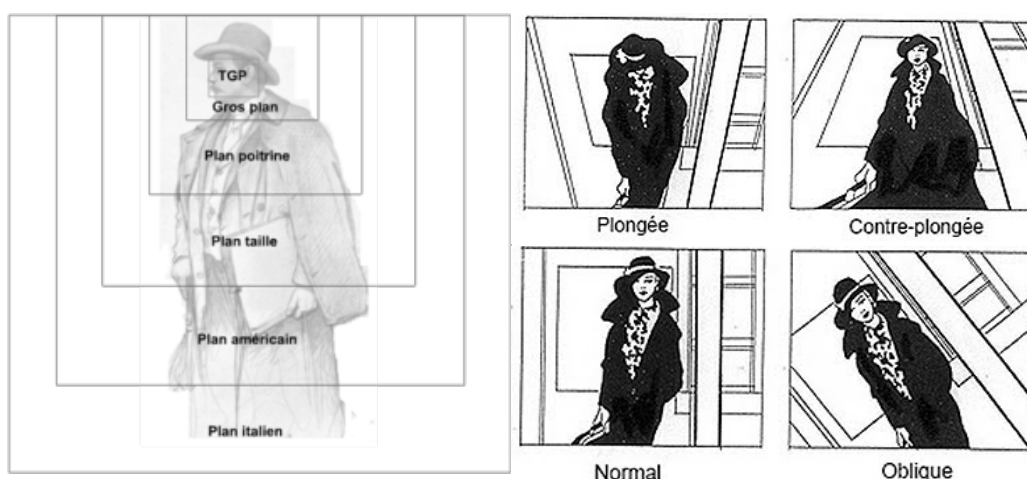 TGP
Gros plan
Plan poitrine
Plan taille
Plan américain
Plan italien
Plongée
Contre-plongée
Normal
Oblique